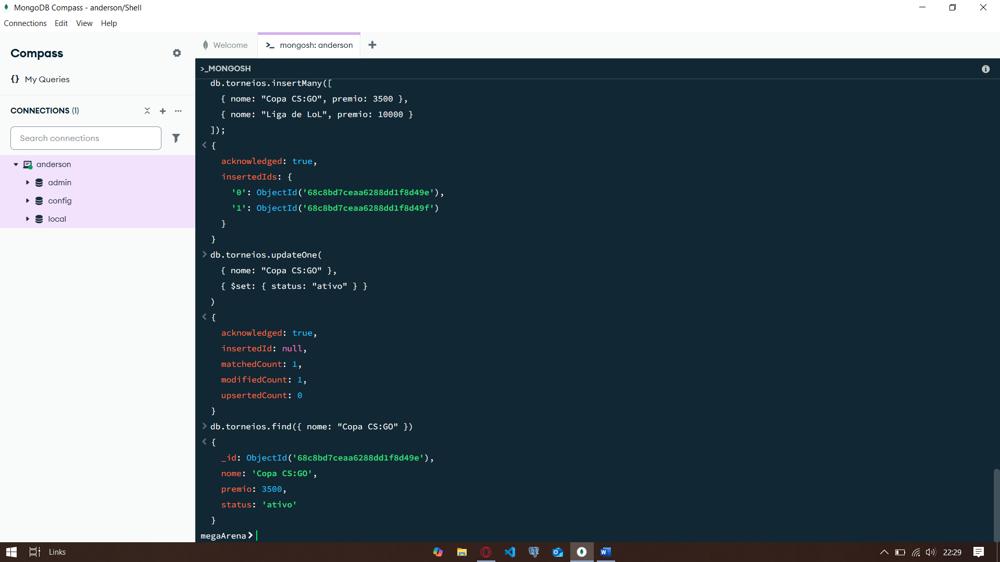 MongoDB Compass - anderson/Shell
Connections Edit View Help
Compass
{} My Queries
CONNECTIONS (1)
Search connections
anderson
admin
config
local
Welcome
>_ mongosh: anderson
>_MONGOSH
db.torneios.insertMany([
  { nome: "Copa CS:GO", premio: 3500 },
  { nome: "Liga de LoL", premio: 10000 }
]);
< {
  acknowledged: true,
  insertedIds: {
    '0': ObjectId('68c8bd7ceaa6288dd1f8d49e'),
    '1': ObjectId('68c8bd7ceaa6288dd1f8d49f')
  }
}
> db.torneios.updateOne(
  { nome: "Copa CS:GO" },
  { $set: { status: "ativo" } }
)
< {
  acknowledged: true,
  insertedId: null,
  matchedCount: 1,
  modifiedCount: 1,
  upsertedCount: 0
}
> db.torneios.find({ nome: "Copa CS:GO" })
< {
  _id: ObjectId('68c8bd7ceaa6288dd1f8d49e'),
  nome: 'Copa CS:GO',
  premio: 3500,
  status: 'ativo'
}
megaArena>
Links
22:29